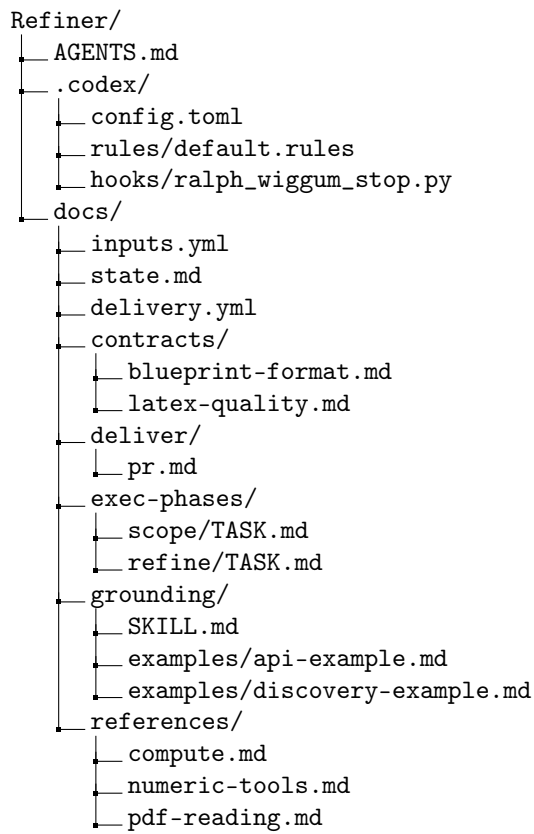 Refiner/
AGENTS.md
.codex/
config.toml
rules/default.rules
hooks/ralph_wiggum_stop.py
docs/
inputs.yml
state.md
delivery.yml
contracts/
blueprint-format.md
latex-quality.md
deliver/
pr.md
exec-phases/
scope/TASK.md
refine/TASK.md
grounding/
SKILL.md
examples/api-example.md
examples/discovery-example.md
references/
compute.md
numeric-tools.md
pdf-reading.md